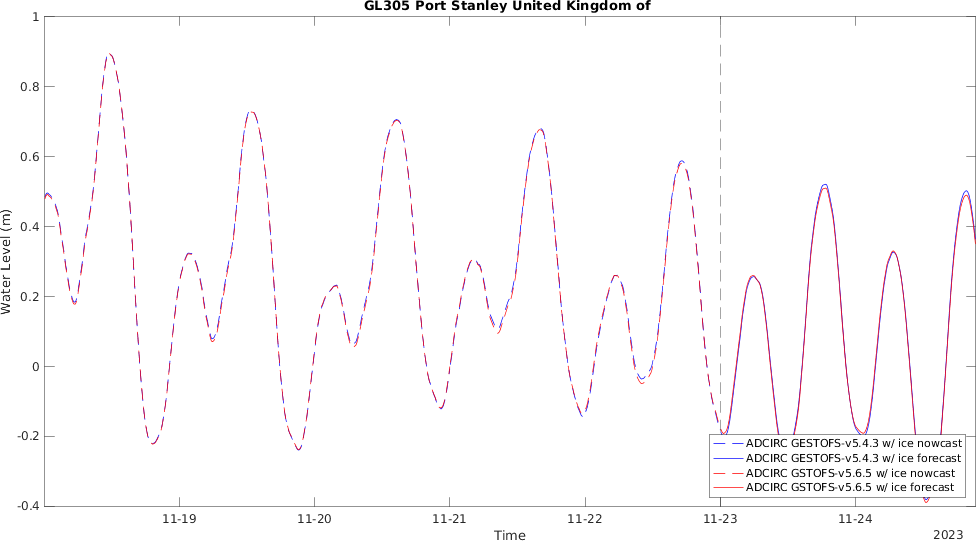 GL305 Port Stanley United Kingdom of
1
0.8
0.6
0.4
0.2
0
-0.2
-0.4
Water Level (m)
ADCIRC GESTOFS-v5.4.3 w/ ice nowcast
ADCIRC GESTOFS-v5.4.3 w/ ice forecast
ADCIRC GSTOFS-v5.6.5 w/ ice nowcast
ADCIRC GSTOFS-v5.6.5 w/ ice forecast
11-19 11-20 11-21 11-22 11-23 11-24
Time
2023